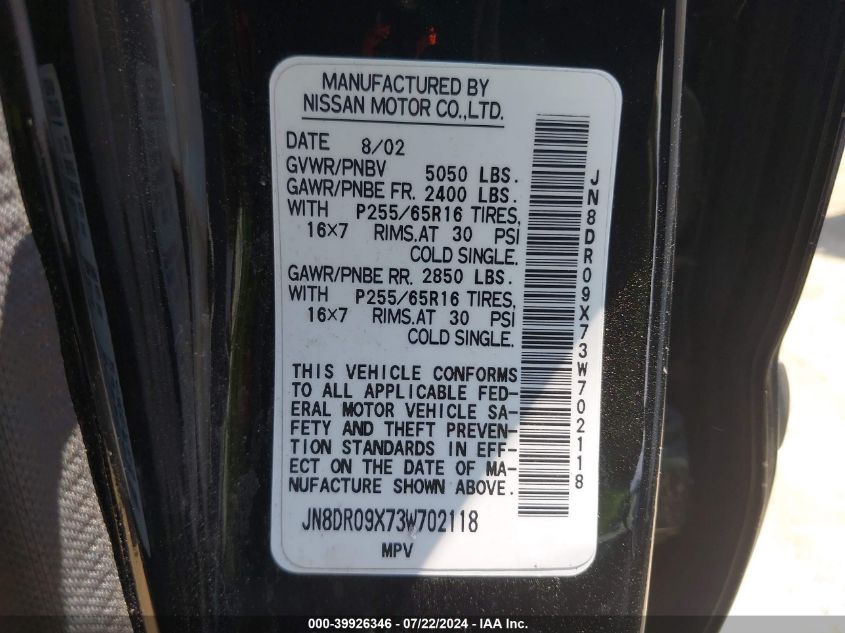 MANUFACTURED BY
NISSAN MOTOR CO.,LTD.
DATE 8/02
GVWR/PNBV 5050 LBS.
GAWR/PNBE FR. 2400 LBS.
WITH P255/65R16 TIRES,
16×7 RIMS.AT 30 PSI
COLD SINGLE.
GAWR/PNBE RR. 2850 LBS.
WITH P255/65R16 TIRES,
16×7 RIMS.AT 30 PSI
COLD SINGLE.
THIS VEHICLE CONFORMS
TO ALL APPLICABLE FED-
ERAL MOTOR VEHICLE SA-
FETY AND THEFT PREVEN-
TION STANDARDS IN EFF-
ECT ON THE DATE OF MA-
NUFACTURE SHOWN ABOVE.
JN8DR09X73W702118
MPV
JN8DR09X73W702118
000-39926346 - 07/22/2024 - IAA Inc.